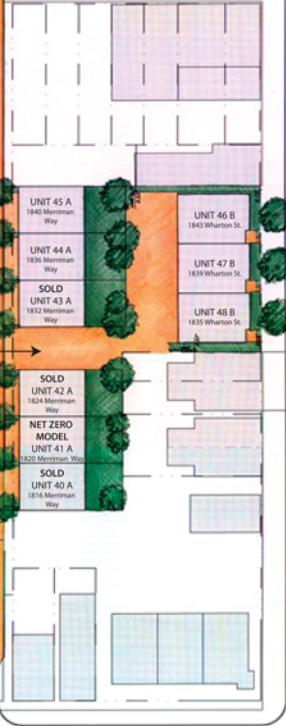 UNIT 45 A
1840 Merriman
Way
UNIT 44 A
1836 Merriman
Way
SOLD
UNIT 43 A
1832 Merriman
Way
UNIT 46 B
1843 Wharton St.
UNIT 47 B
1839 Wharton St.
UNIT 48 B
1835 Wharton St.
SOLD
UNIT 42 A
1824 Merriman
Way
NET ZERO
MODEL
UNIT 41 A
1820 Merriman Way
SOLD
UNIT 40 A
1816 Merriman
Way